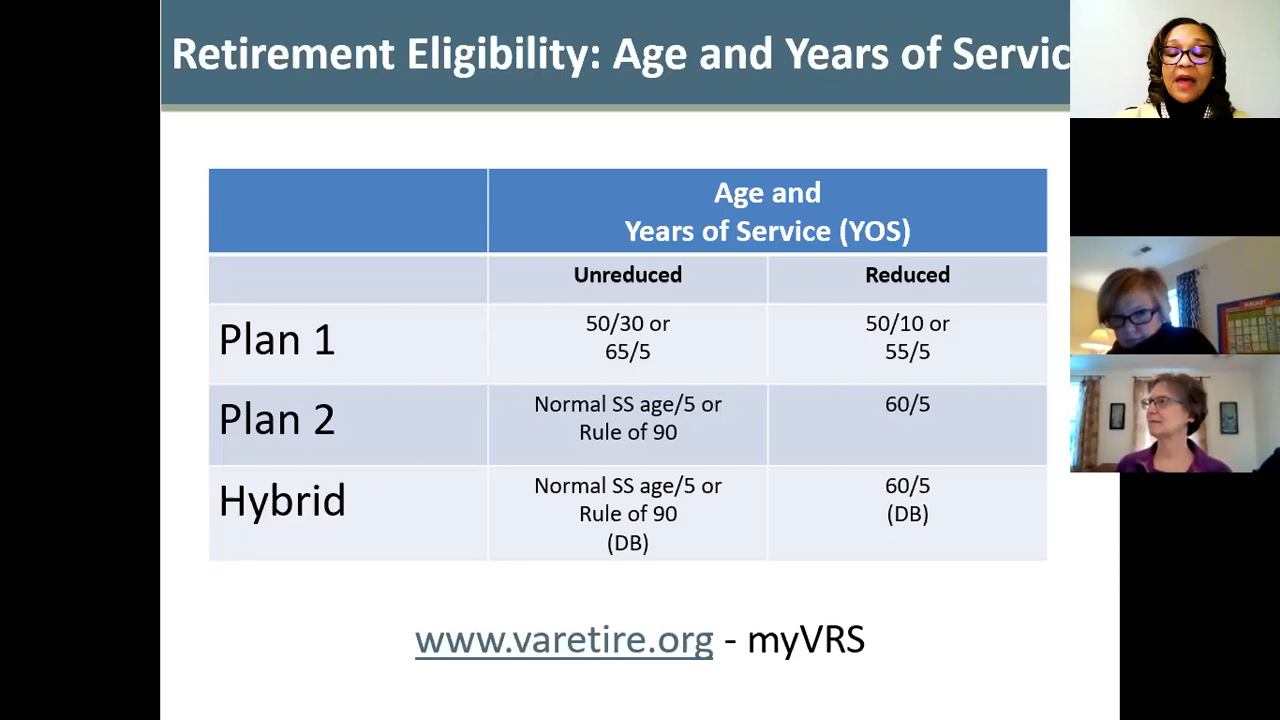 Retirement Eligibility: Age and Years of Servic
Age and
Years of Service (YOS)
Unreduced
Reduced
Plan 1
50/30 or
65/5
50/10 or
55/5
Plan 2
Normal SS age/5 or
Rule of 90
60/5
Hybrid
Normal SS age/5 or
Rule of 90
(DB)
60/5
(DB)
www.varetire.org - myVRS